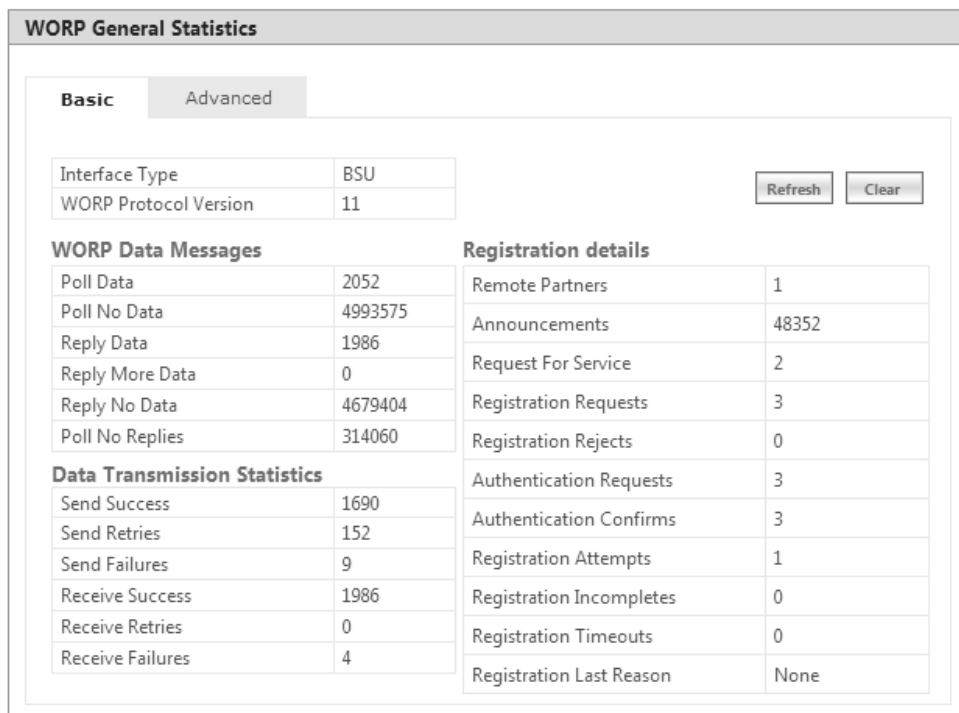 WORP General Statistics
Basic Advanced
Interface Type BSU
WORP Protocol Version 11
Refresh Clear
WORP Data Messages
Poll Data 2052
Poll No Data 4993575
Reply Data 1986
Reply More Data 0
Reply No Data 4679404
Poll No Replies 314060
Data Transmission Statistics
Send Success 1690
Send Retries 152
Send Failures 9
Receive Success 1986
Receive Retries 0
Receive Failures 4
Registration details
Remote Partners 1
Announcements 48352
Request For Service 2
Registration Requests 3
Registration Rejects 0
Authentication Requests 3
Authentication Confirms 3
Registration Attempts 1
Registration Incompletes 0
Registration Timeouts 0
Registration Last Reason None